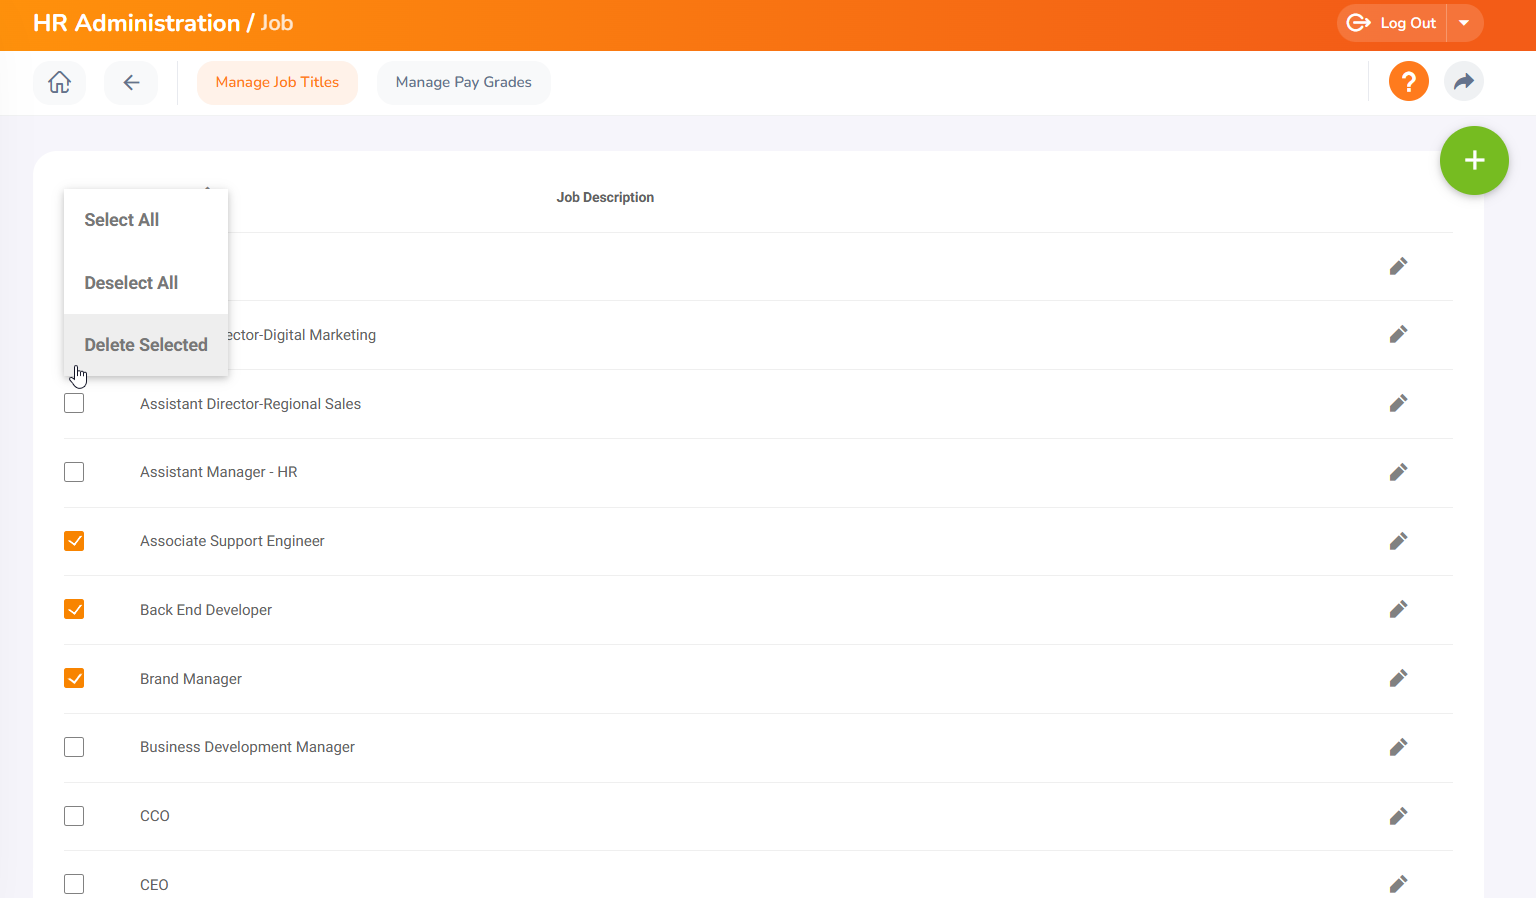 HR Administration / Job
Log Out
Manage Job Titles
Manage Pay Grades
?
Job Description
Select All
Deselect All
Delete Selected
ector-Digital Marketing
Assistant Director-Regional Sales
Assistant Manager - HR
Associate Support Engineer
Back End Developer
Brand Manager
Business Development Manager
CCO
CEO